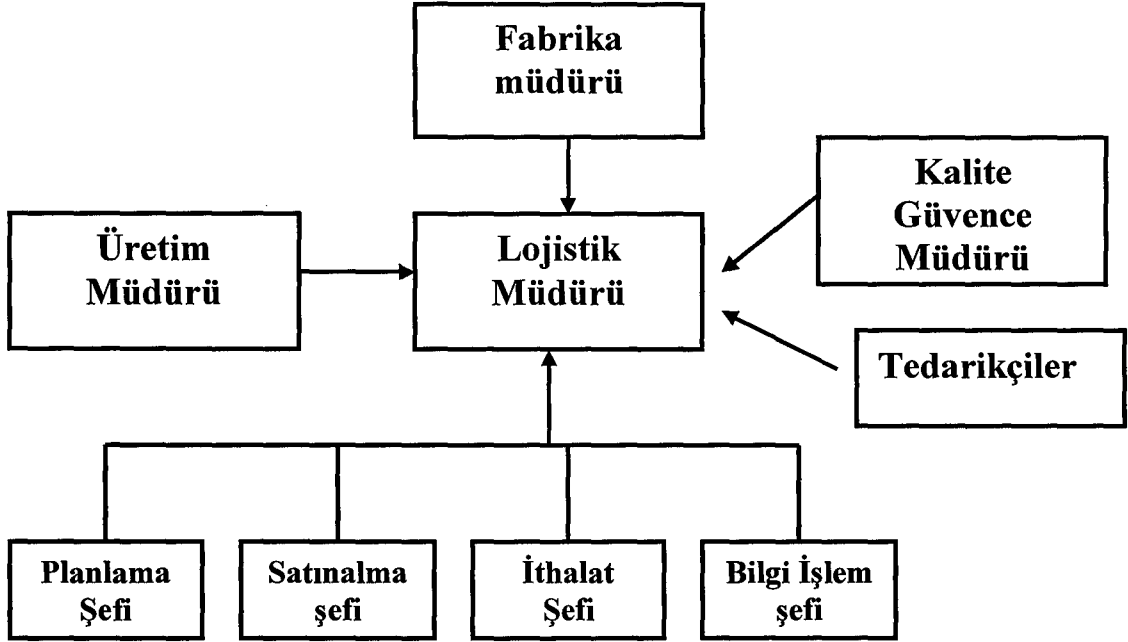 Fabrika
müdürü
Kalite
Güvence
Müdürü
Üretim
Müdürü
Lojistik
Müdürü
Tedarikçiler
Planlama
Şefi
Satınalma
şefi
İthalat
Şefi
Bilgi İşlem
şefi